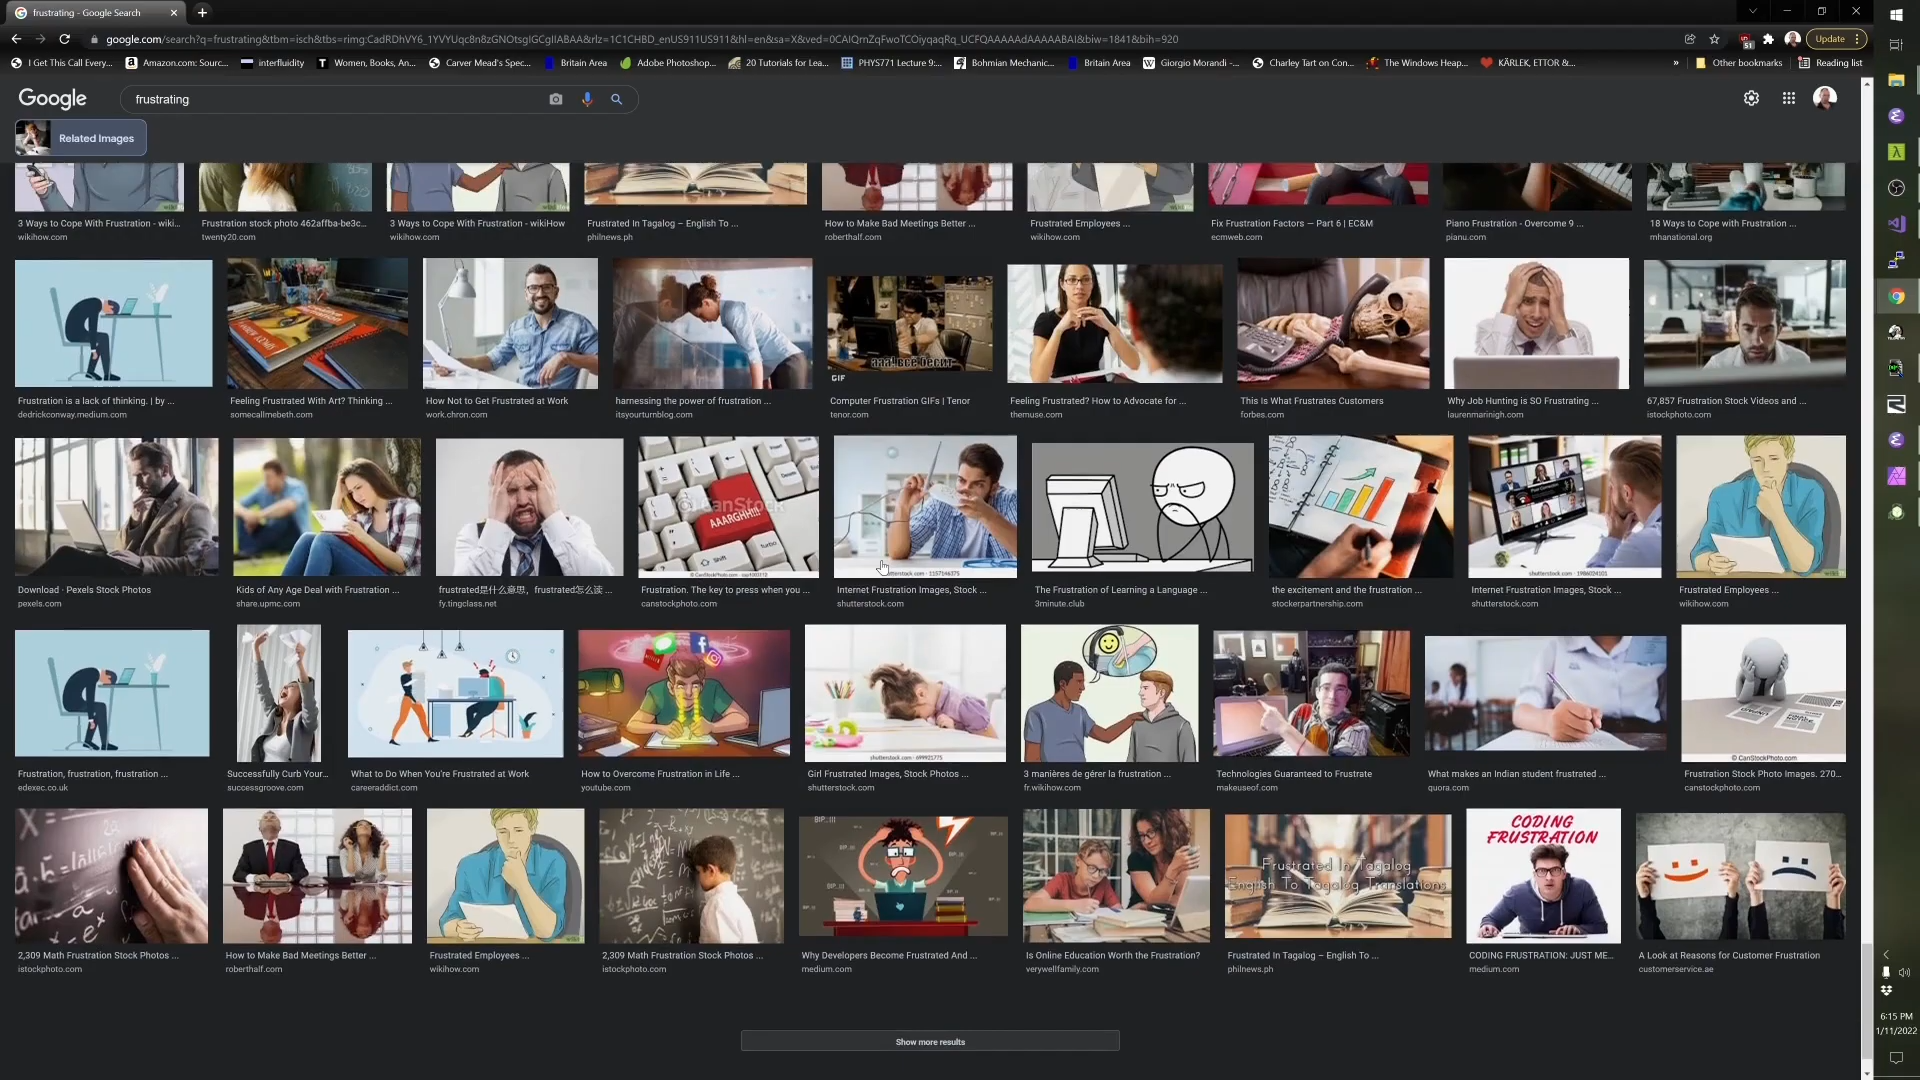 frustrating - Google Search
google.com/search?q=frustrating&tbm=isch&tbs=rimg:CadRDhVY6_1YVYUqc8n8zGNOtsgIGCgIIABAA&rlz=1C1CHBD_enUS911US911&hl=en&sa=X&ved=0CAIQrnZqFwoTCOiyqaqRq_UCFQAAAAAdAAAAABAI&biw=1841&bih=920
51
Update
I Get This Call Every...
Amazon.com: Sourc...
interfluidity
Women, Books, An...
Carver Mead's Spec...
Britain Area
Adobe Photoshop...
20 Tutorials for Lea...
PHYS771 Lecture 9:...
Bohmian Mechanic...
Britain Area
Giorgio Morandi -...
Charley Tart on Con...
The Windows Heap...
KÄRLEK, ETTOR &...
»
Other bookmarks
Reading list
Google
frustrating
Related Images
3 Ways to Cope With Frustration - wiki...
wikihow.com
Frustration stock photo 462affba-be3c...
twenty20.com
3 Ways to Cope With Frustration - wikiHow
wikihow.com
Frustrated In Tagalog – English To ...
philnews.ph
How to Make Bad Meetings Better ...
roberthalf.com
Frustrated Employees ...
wikihow.com
Fix Frustration Factors — Part 6 | EC&M
ecmweb.com
Piano Frustration - Overcome 9 ...
pianu.com
18 Ways to Cope with Frustration ...
mhanational.org
ааа! все бесит
GIF
Frustration is a lack of thinking. | by ...
dedrickconway.medium.com
Feeling Frustrated With Art? Thinking ...
somecallmebeth.com
How Not to Get Frustrated at Work
work.chron.com
harnessing the power of frustration ...
itsyourturnblog.com
Computer Frustration GIFs | Tenor
tenor.com
Feeling Frustrated? How to Advocate for ...
themuse.com
This Is What Frustrates Customers
forbes.com
Why Job Hunting is SO Frustrating ...
laurenmarinigh.com
67,857 Frustration Stock Videos and ...
istockphoto.com
CanStock
AAARGHH!!!
Shift
Turbo
shutterstock.com · 1157146375
shutterstock.com · 1986024101
Download · Pexels Stock Photos
pexels.com
Kids of Any Age Deal with Frustration ...
share.upmc.com
frustrated是什么意思，frustrated怎么读 ...
fy.tingclass.net
Frustration. The key to press when you ...
canstockphoto.com
Internet Frustration Images, Stock ...
shutterstock.com
The Frustration of Learning a Language ...
3minute.club
the excitement and the frustration ...
stockerpartnership.com
Internet Frustration Images, Stock ...
shutterstock.com
Frustrated Employees ...
wikihow.com
shutterstock.com · 699921775
© CanStockPhoto.com
Frustration, frustration, frustration ...
edexec.co.uk
Successfully Curb Your...
successgroove.com
What to Do When You're Frustrated at Work
careeraddict.com
How to Overcome Frustration in Life ...
youtube.com
Girl Frustrated Images, Stock Photos ...
shutterstock.com
3 manières de gérer la frustration ...
fr.wikihow.com
Technologies Guaranteed to Frustrate
makeuseof.com
What makes an Indian student frustrated ...
quora.com
Frustration Stock Photo Images. 270...
canstockphoto.com
BIP...!!!
Frustrated In Tagalog
English To Tagalog Translations
CODING
FRUSTRATION
2,309 Math Frustration Stock Photos ...
istockphoto.com
How to Make Bad Meetings Better ...
roberthalf.com
Frustrated Employees ...
wikihow.com
2,309 Math Frustration Stock Photos ...
istockphoto.com
Why Developers Become Frustrated And ...
medium.com
Is Online Education Worth the Frustration?
verywellfamily.com
Frustrated In Tagalog – English To ...
philnews.ph
CODING FRUSTRATION: JUST ME...
medium.com
A Look at Reasons for Customer Frustration
customerservice.ae
Show more results
6:15 PM
1/11/2022